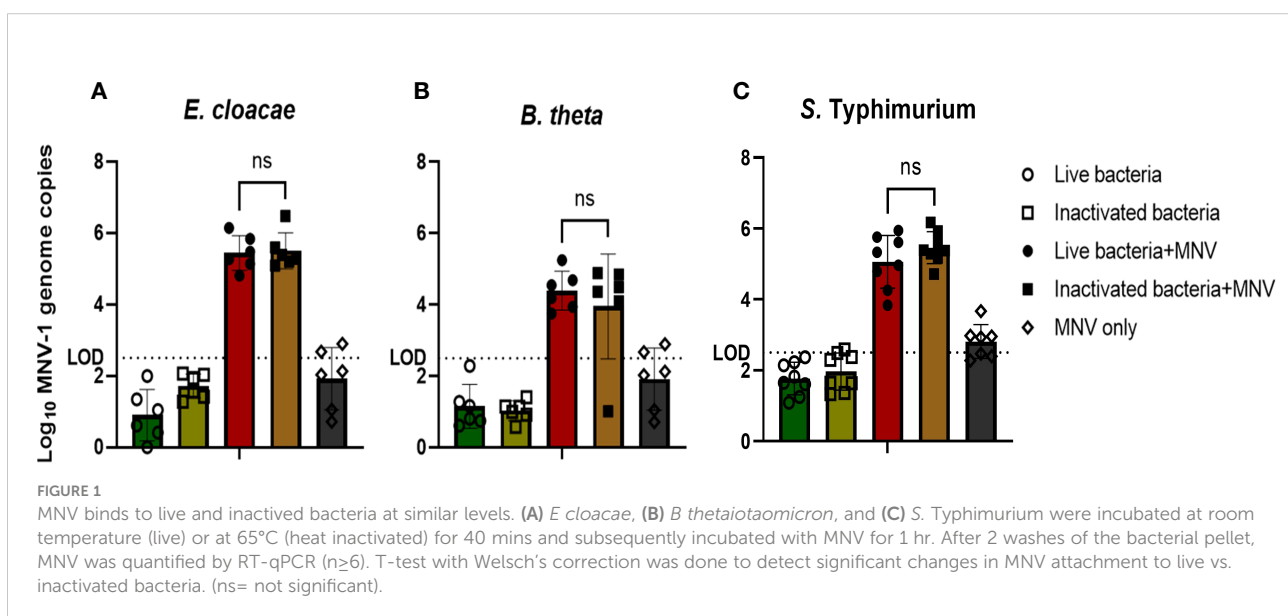 A
E. cloacae
B
B. theta
C
S. Typhimurium
Log10 MNV-1 genome copies
8
6
4
2
0
LOD
ns
8
6
4
2
0
LOD
ns
8
6
4
2
0
LOD
ns
Live bacteria
Inactivated bacteria
Live bacteria+MNV
Inactivated bacteria+MNV
MNV only
FIGURE 1
MNV binds to live and inactived bacteria at similar levels. (A) E cloacae, (B) B thetaiotaomicron, and (C) S. Typhimurium were incubated at room
temperature (live) or at 65°C (heat inactivated) for 40 mins and subsequently incubated with MNV for 1 hr. After 2 washes of the bacterial pellet,
MNV was quantified by RT-qPCR (n≥6). T-test with Welsch’s correction was done to detect significant changes in MNV attachment to live vs.
inactivated bacteria. (ns= not significant).